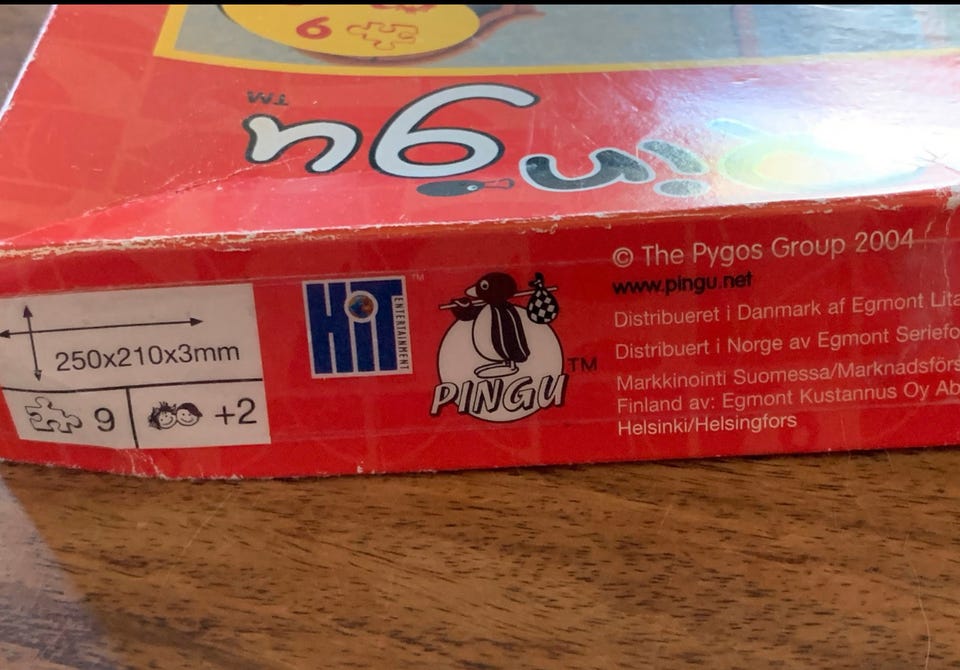 6
pingu
TM
250x210x3mm
9
+2
HiT
ENTERTAINMENT
TM
PINGU
TM
© The Pygos Group 2004
www.pingu.net
Distribueret i Danmark af Egmont
Distribuert i Norge av Egmont
Markkinointi Suomessa/
Finland av: Egmont Kustannus Oy Ab
Helsinki/Helsingfors